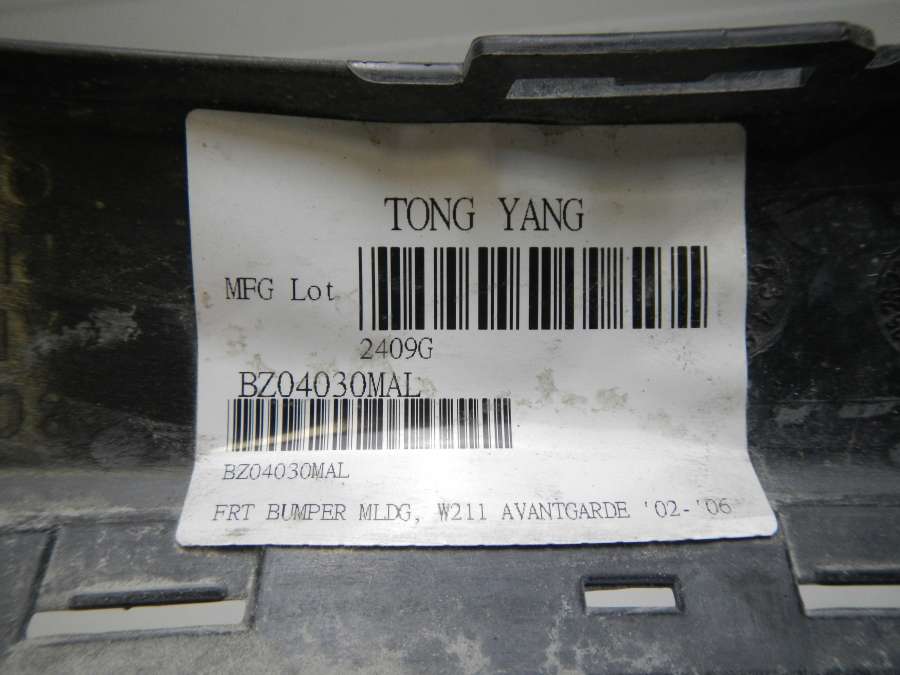 TONG YANG
MFG Lot
2409G
BZ04030MAL
BZ04030MAL
FRT BUMPER MLDG, W211 AVANTGARDE '02-'06